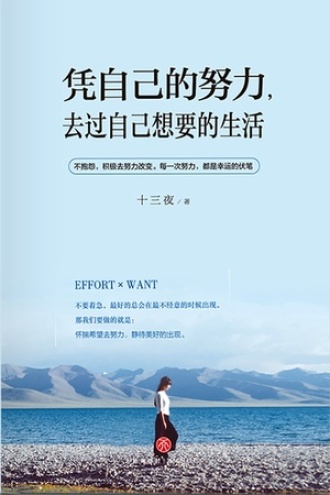 凭自己的努力，
去过自己想要的生活
不抱怨，积极去努力改变。每一次努力，都是幸运的伏笔
十三夜／著
EFFORT × WANT
不要着急，最好的总会在最不经意的时候出现。
那我们要做的就是：
怀揣希望去努力，静待美好的出现。